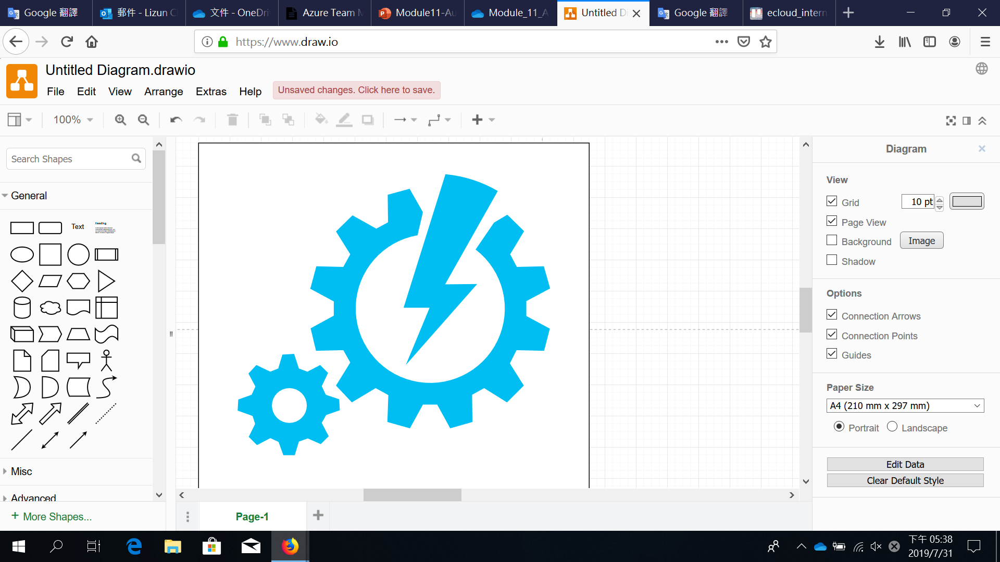 Google 翻譯
郵件 - Lizun C
文件 - OneDri
Azure Team M
Module11-Au
Module_11_A
Untitled Di
Google 翻譯
ecloud_intern
https://www.draw.io
Untitled Diagram.drawio
File Edit View Arrange Extras Help
Unsaved changes. Click here to save.
100%
Search Shapes
General
Text
Heading
Misc
Advanced
+ More Shapes...
Page-1
Diagram
View
Grid
10 pt
Page View
Background
Image
Shadow
Options
Connection Arrows
Connection Points
Guides
Paper Size
A4 (210 mm x 297 mm)
Portrait
Landscape
Edit Data
Clear Default Style
下午 05:38
2019/7/31